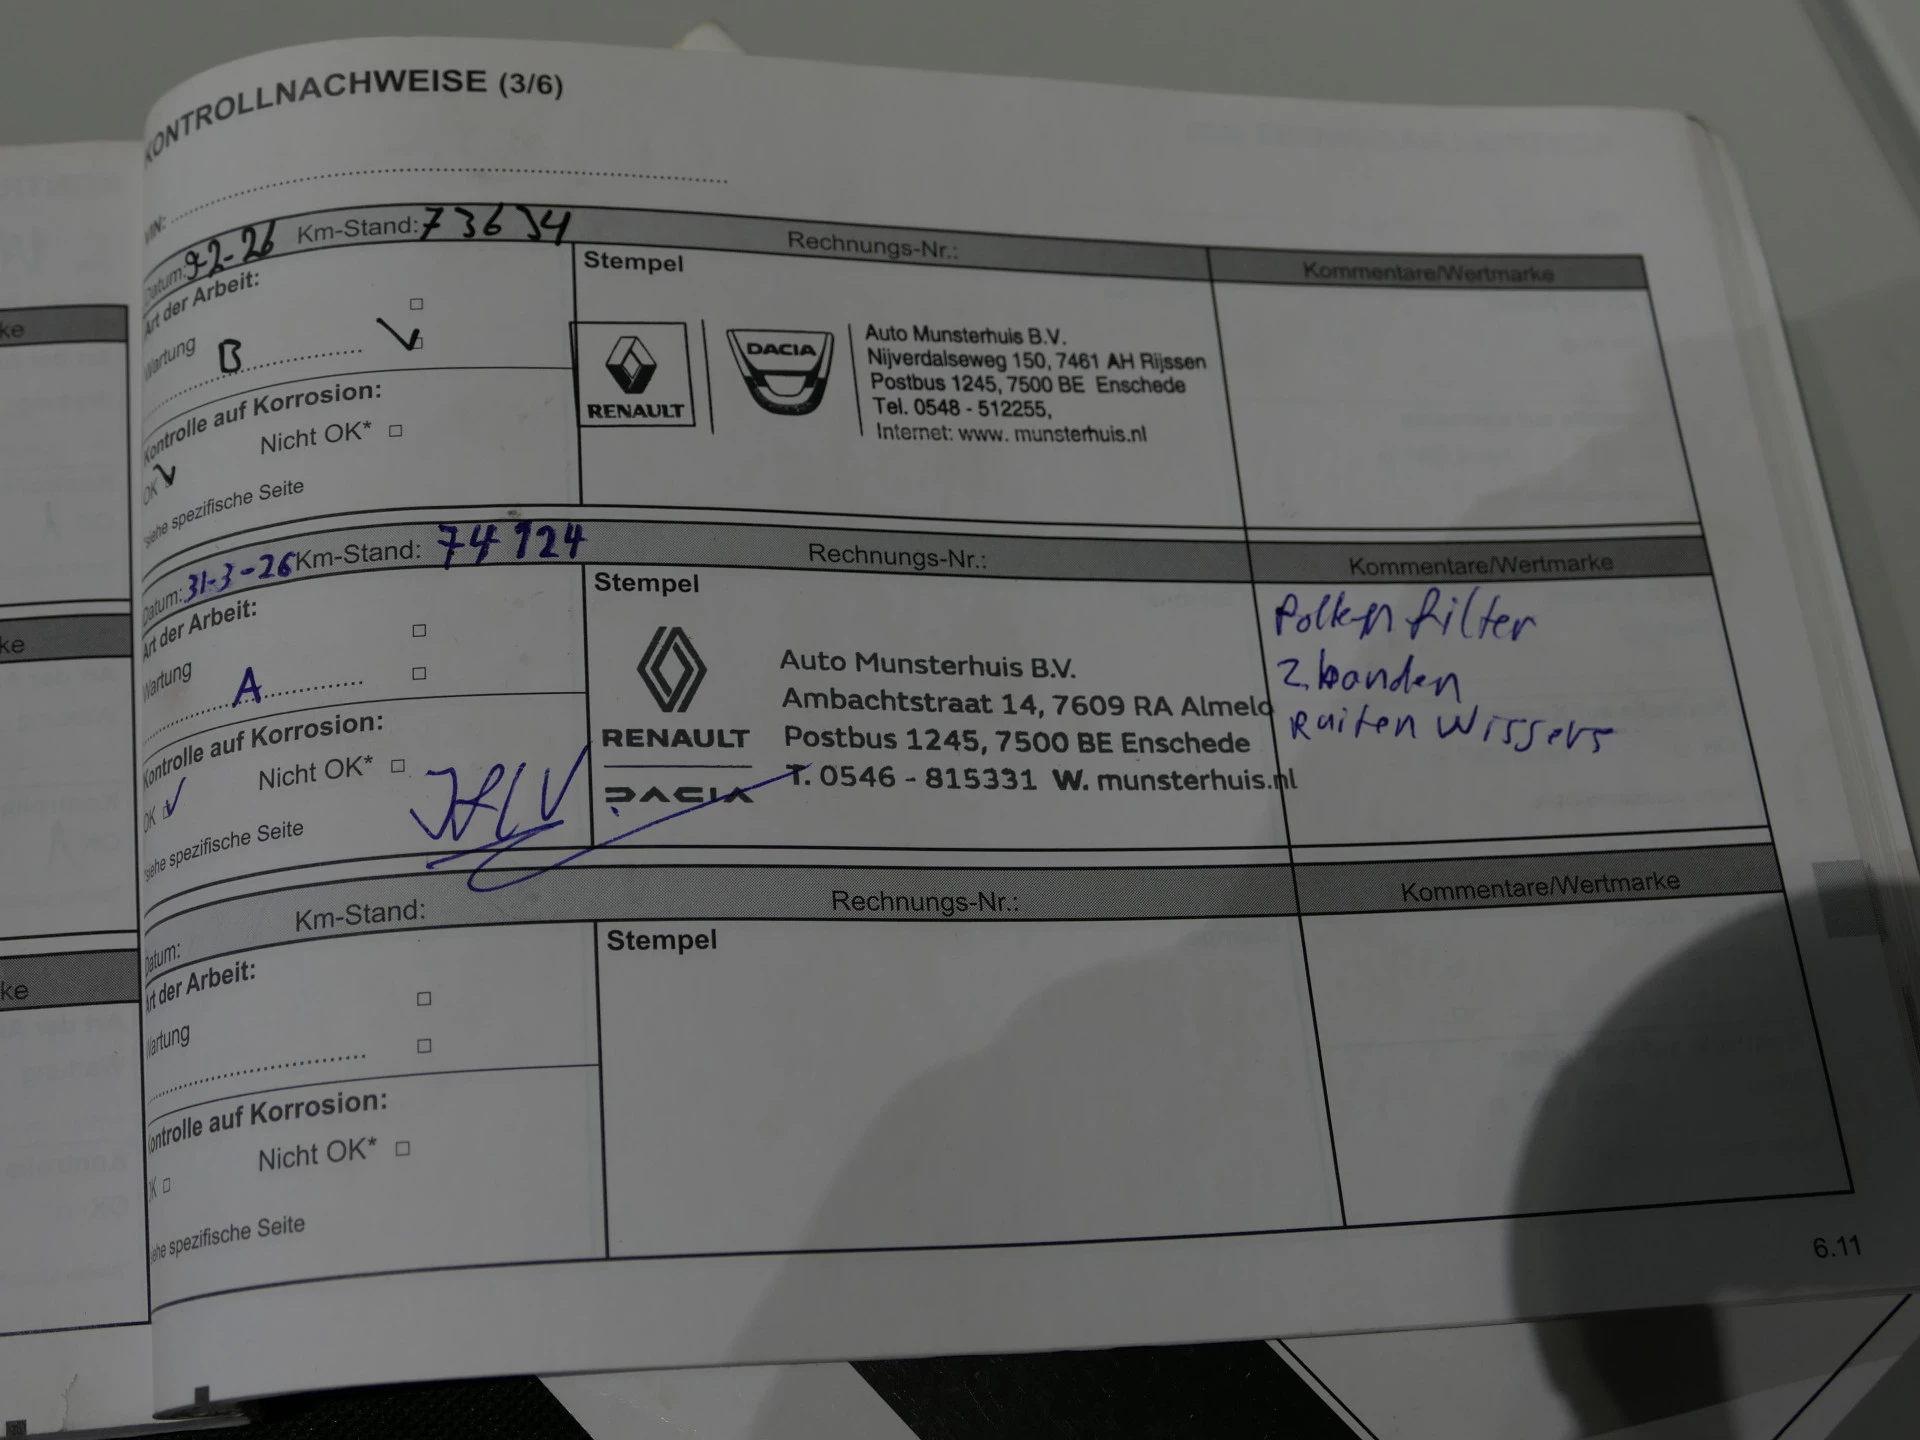 KONTROLLNACHWEISE (3/6)
VIN:
Datum: 9-2-26 Km-Stand: 73634 Rechnungs-Nr.: Kommentare/Wertmarke
Art der Arbeit:
Wartung B
Kontrolle auf Korrosion:
Nicht OK*
OK
*siehe spezifische Seite
Stempel
RENAULT
DACIA
Auto Munsterhuis B.V.
Nijverdalseweg 150, 7461 AH Rijssen
Postbus 1245, 7500 BE Enschede
Tel. 0548 - 512255,
Internet: www. munsterhuis.nl
Datum: 31-3-26 Km-Stand: 74124 Rechnungs-Nr.: Kommentare/Wertmarke
Art der Arbeit:
Wartung
A
Kontrolle auf Korrosion:
Nicht OK*
OK
*siehe spezifische Seite
Stempel
RENAULT
DACIA
Auto Munsterhuis B.V.
Ambachtstraat 14, 7609 RA Almelo
Postbus 1245, 7500 BE Enschede
T. 0546 - 815331 W. munsterhuis.nl
Pollen filter
2 banden
Ruiten Wissers
Datum: Km-Stand: Rechnungs-Nr.: Kommentare/Wertmarke
Art der Arbeit:
Wartung
Kontrolle auf Korrosion:
Nicht OK*
OK
siehe spezifische Seite
Stempel
6.11
ke
ke
ke